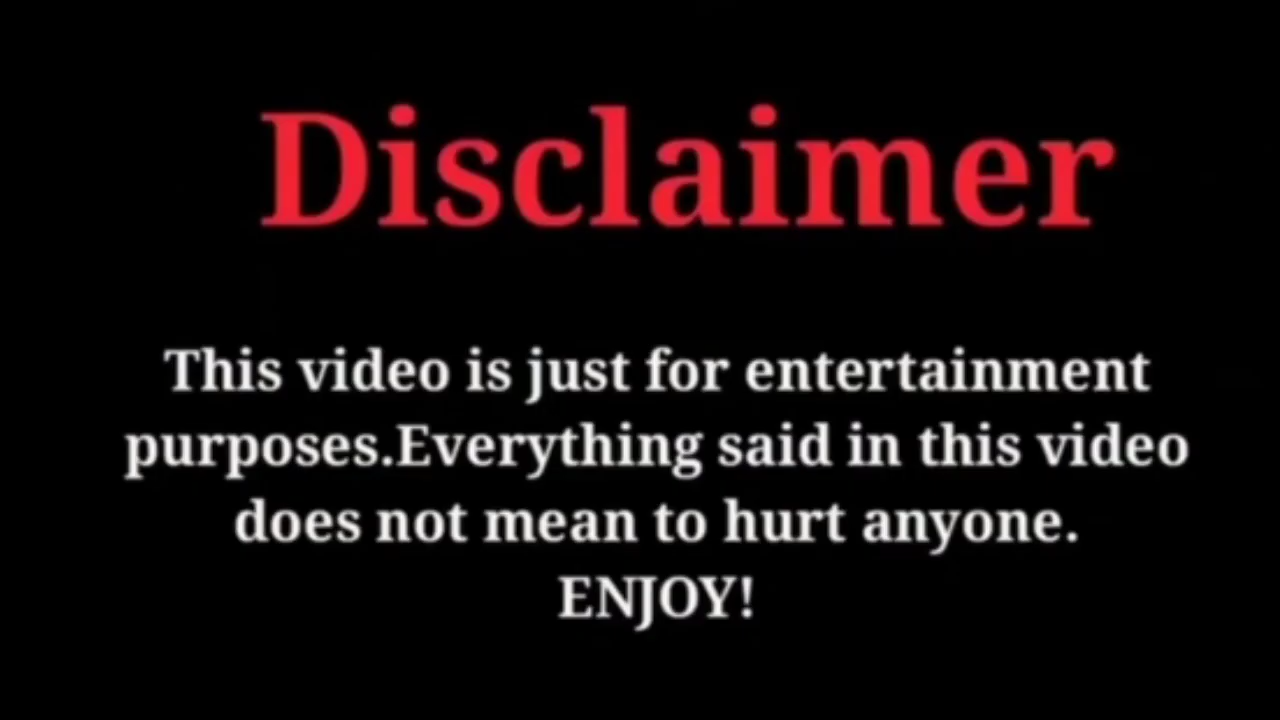 Disclaimer
This video is just for entertainment
purposes.Everything said in this video
does not mean to hurt anyone.
ENJOY!